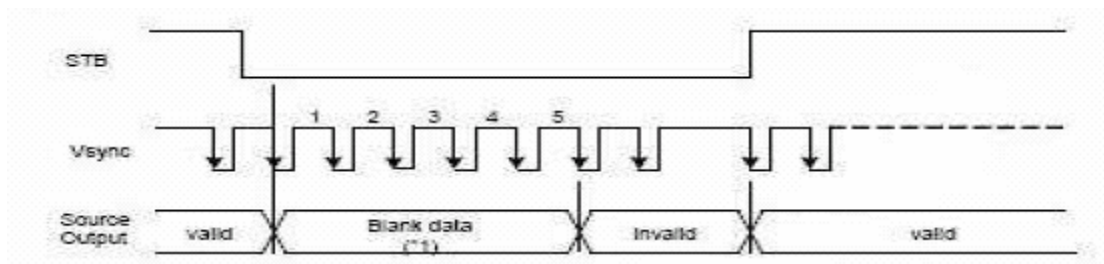 STB
Vsync
1 2 3 4 5
Source
Output
valid
Blank data
(*1)
Invalid
valid